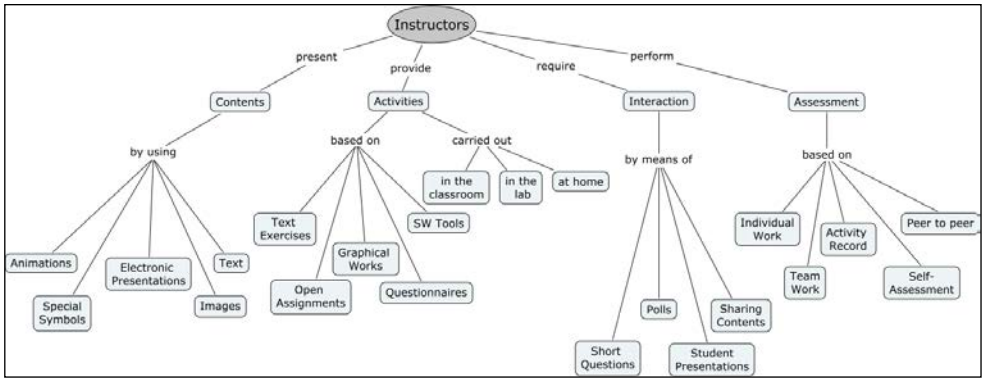 Instructors
present
provide
require
perform
Contents
Activities
Interaction
Assessment
by using
based on
carried out
by means of
based on
in the
classroom
in the
lab
at home
Text
Exercises
SW Tools
Individual
Work
Activity
Record
Peer to peer
Animations
Electronic
Presentations
Text
Graphical
Works
Special
Symbols
Images
Open
Assignments
Questionnaires
Team
Work
Self-
Assessment
Polls
Sharing
Contents
Short
Questions
Student
Presentations